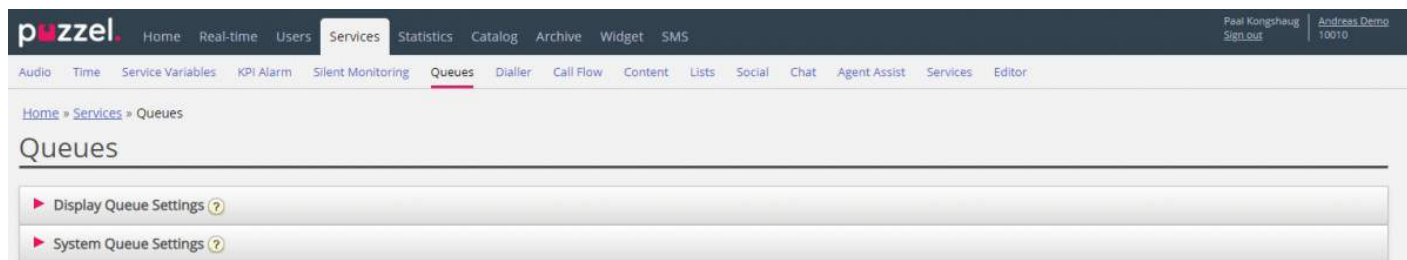 puzzel. Home Real-time Users Services Statistics Catalog Archive Widget SMS
Paal Kongshaug Andreas Demo
Sign out 10010
Audio Time Service Variables KPI Alarm Silent Monitoring Queues Dialler Call Flow Content Lists Social Chat Agent Assist Services Editor
Home » Services » Queues
Queues
Display Queue Settings ?
System Queue Settings ?